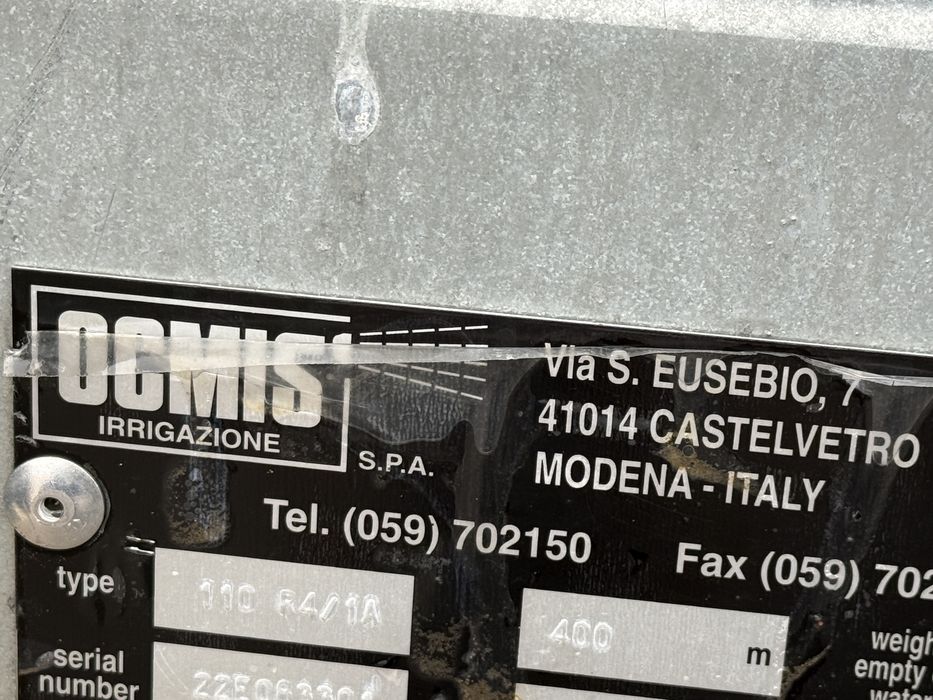 OCMIS
IRRIGAZIONE
S.P.A.
Via S. EUSEBIO, 7
41014 CASTELVETRO
MODENA - ITALY
Tel. (059) 702150
Fax (059) 702
type
110 R4/1A
400
m
serial
number
empty